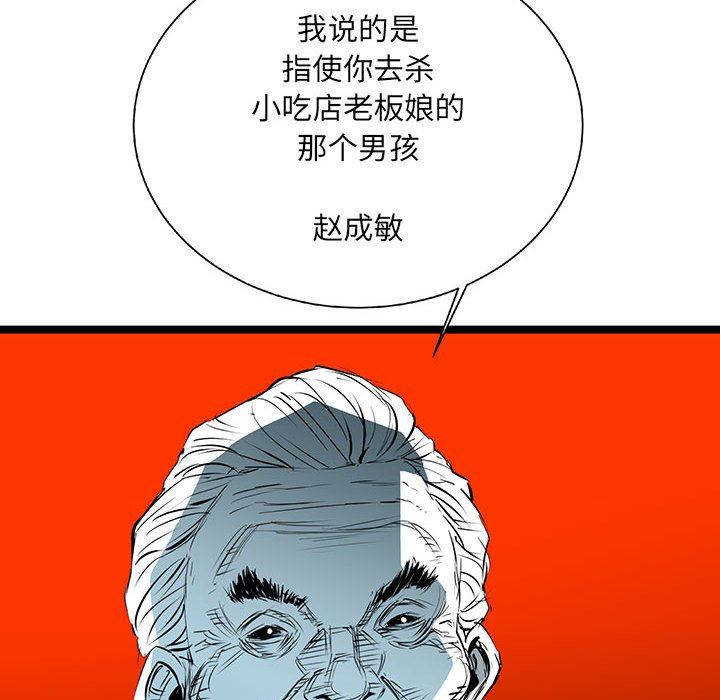 我说的是
指使你去杀
小吃店老板娘的
那个男孩
赵成敏